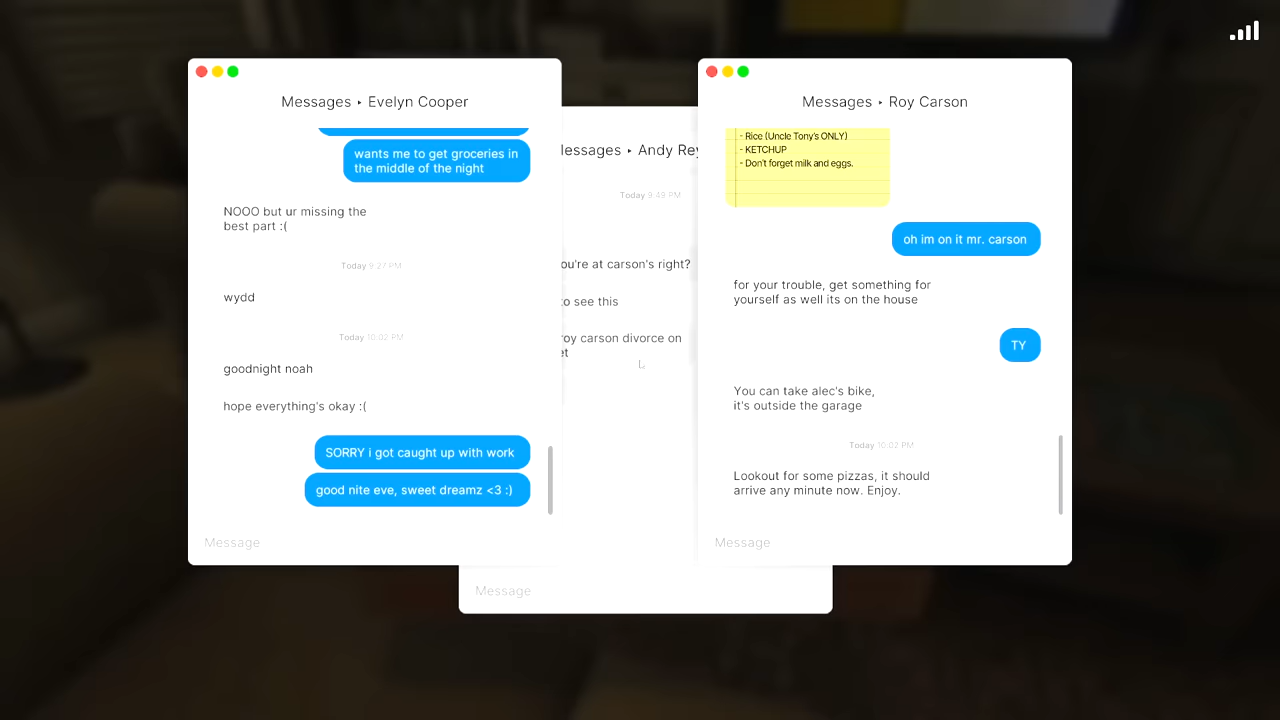 Messages ‣ Evelyn Cooper
wants me to get groceries in
the middle of the night
NOOO but ur missing the
best part :(
Today 9:27 PM
wydd
Today 10:02 PM
goodnight noah
hope everything's okay :(
SORRY i got caught up with work
good nite eve, sweet dreamz <3 :)
Message
Messages ‣ Andy
Today 9:49 PM
at carson's right?
to see this
roy carson divorce on
Message
Messages ‣ Roy Carson
- Rice (Uncle Tony's ONLY)
- KETCHUP
- Don't forget milk and eggs.
oh im on it mr. carson
for your trouble, get something for
yourself as well its on the house
TY
You can take alec's bike,
it's outside the garage
Today 10:02 PM
Lookout for some pizzas, it should
arrive any minute now. Enjoy.
Message